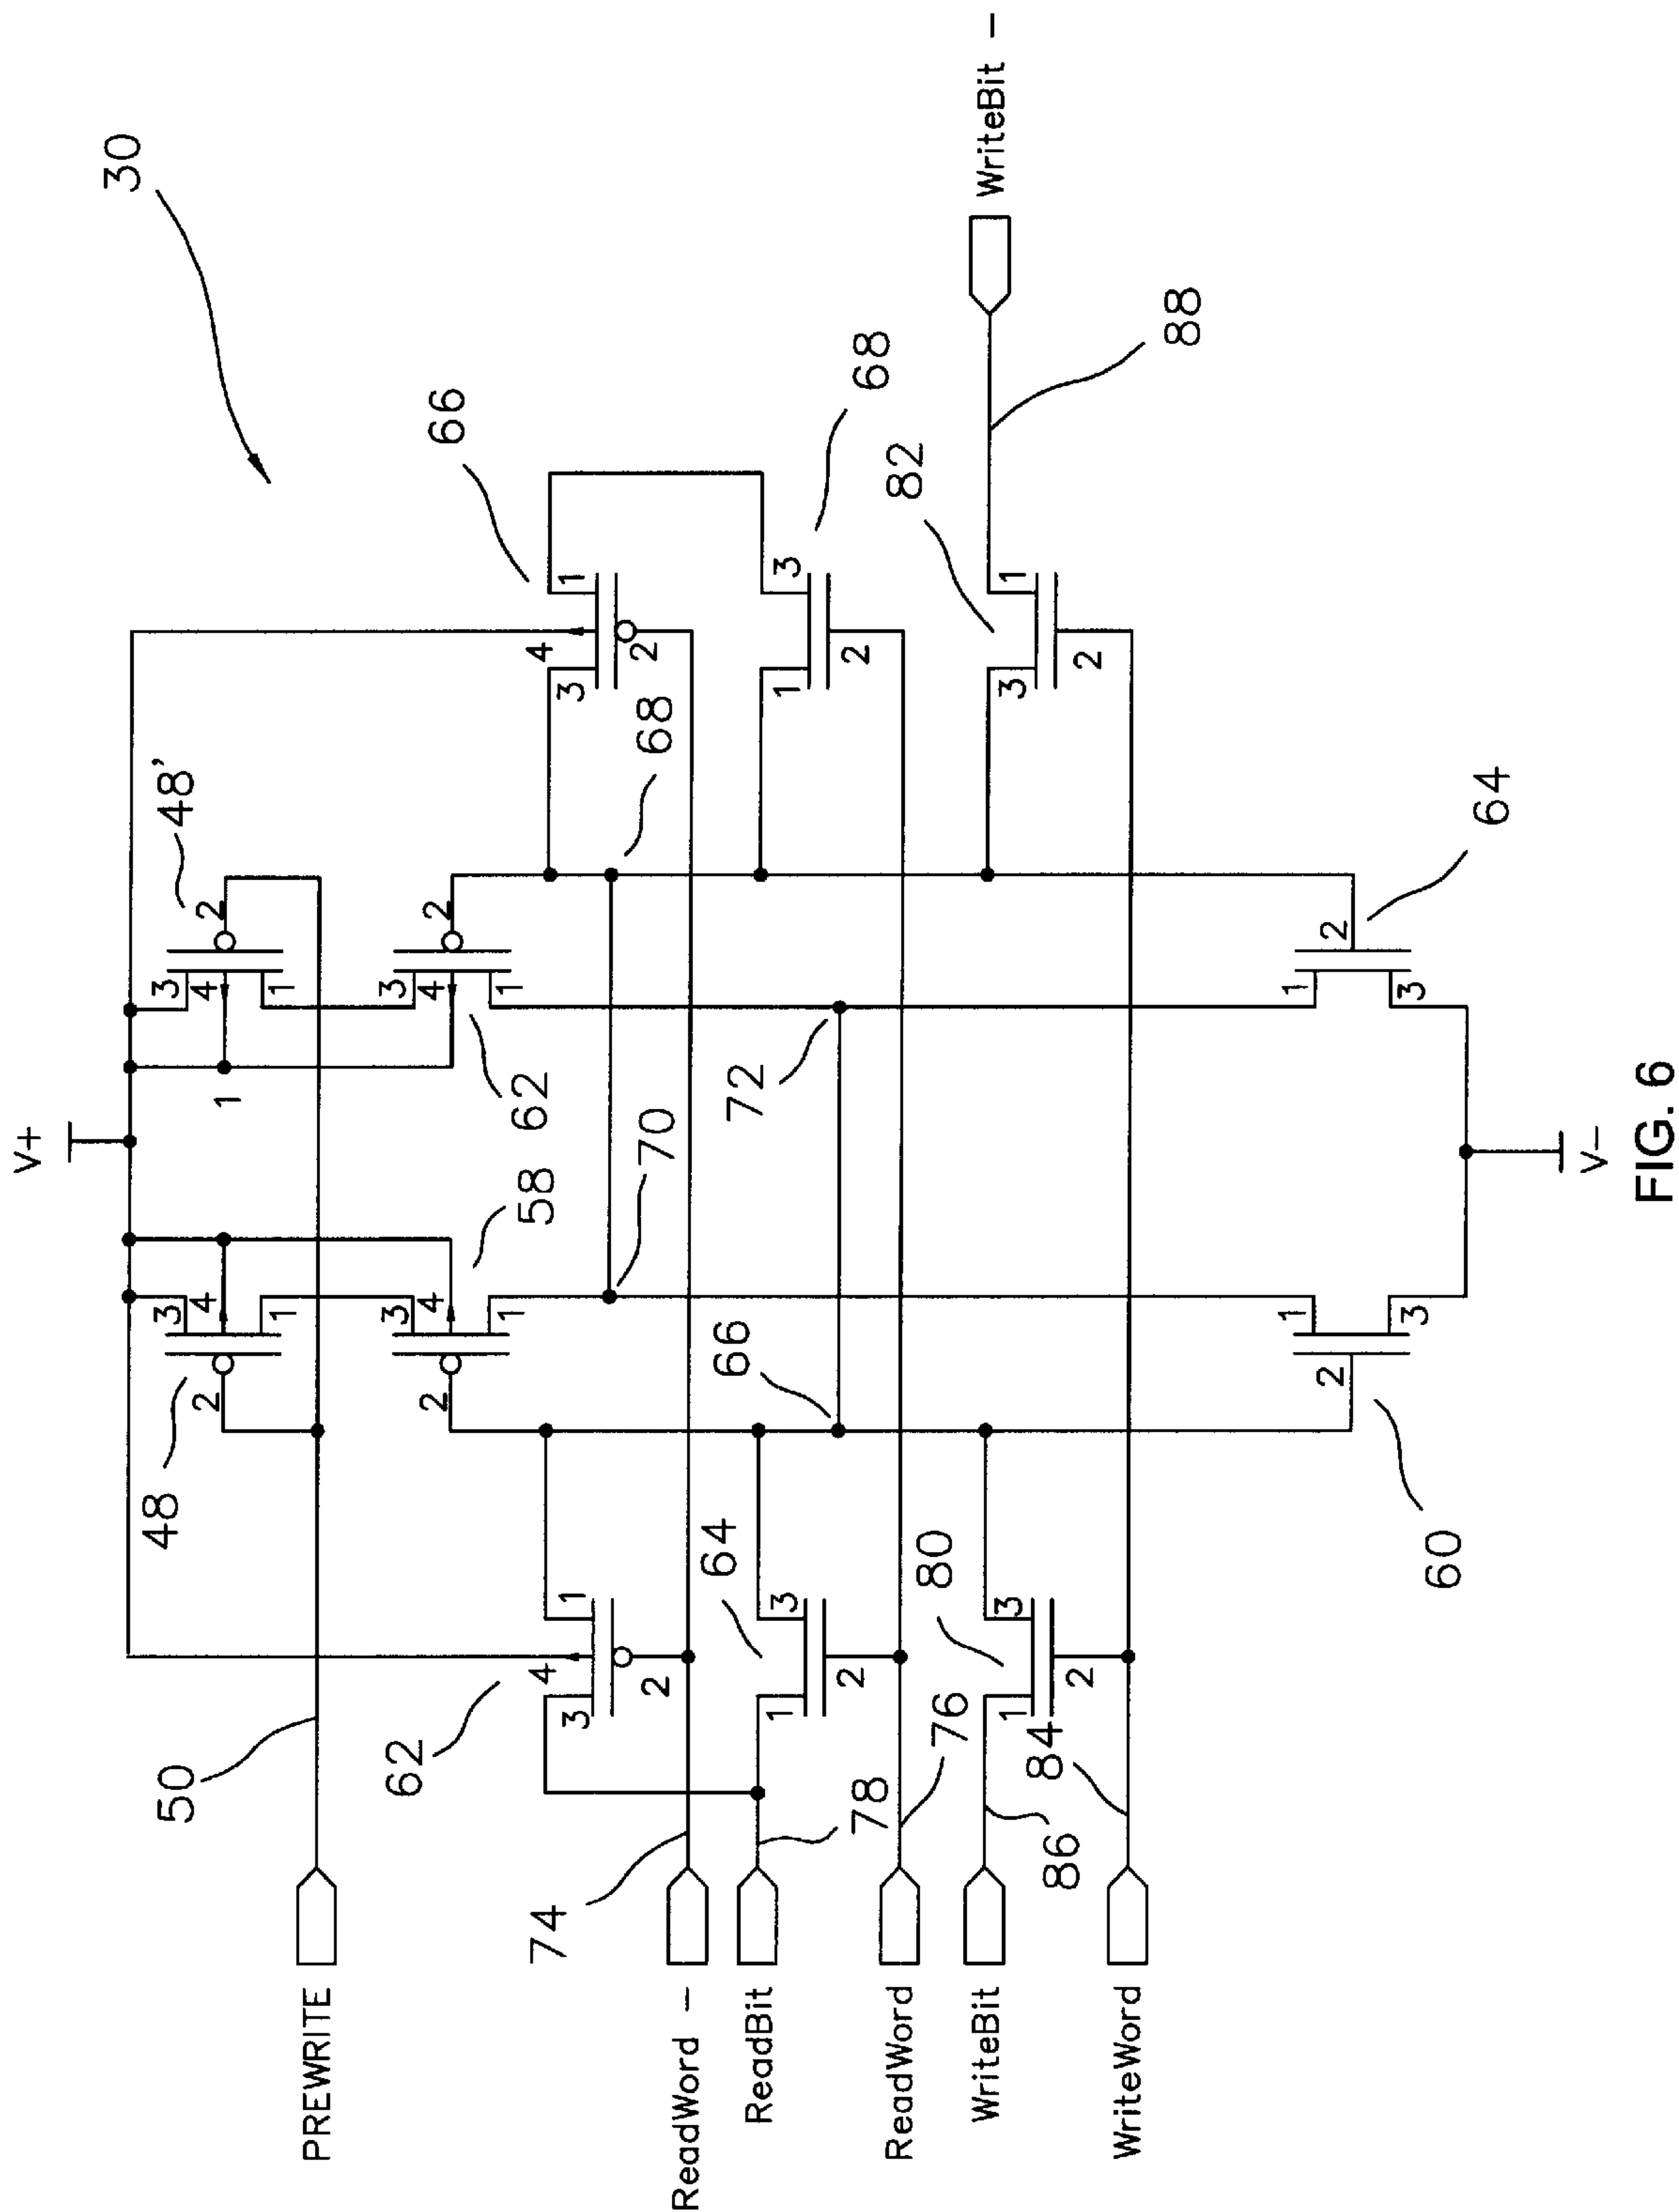 V+
30
50 48 3 3 48'
2 4 4 2
1
1 1
PREWRITE
3 3
62 2 4 4 2 66
1 1
58 62
74 4 4
3 1 3 1
2 70 68 2
ReadWord -
64 66 72
ReadBit
1 3 1 3
2 2 68
78
ReadWord
76 80 82
WriteBit WriteBit -
1 3 3 1
84
86
2 2
WriteWord
88
1 1
2 2
3 3
60 64
V-
FIG. 6